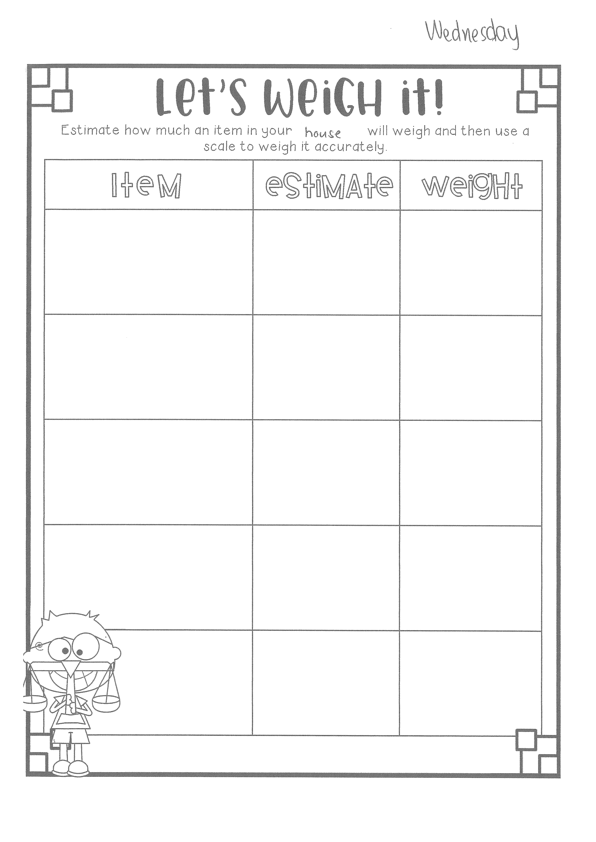 Wednesday
Let's Weigh it!
Estimate how much an item in your house will weigh and then use a
scale to weigh it accurately.
Item
eStiMAte
weigHt